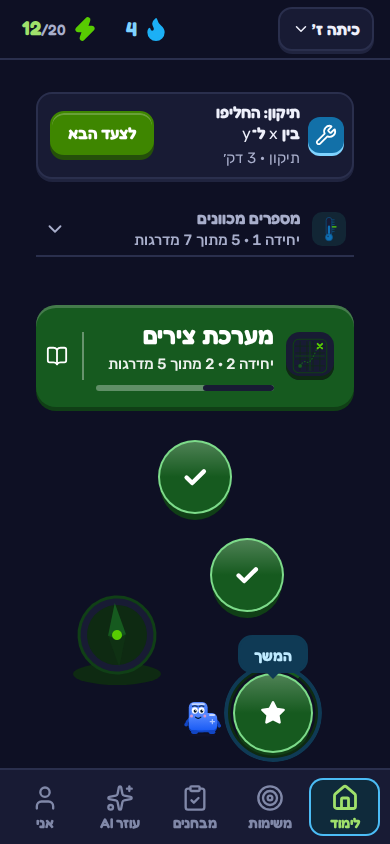 כיתה ז׳
4
12/20
תיקון: החליפו
בין x ל־y
תיקון • 3 דק׳
לצעד הבא
מספרים מכוונים
יחידה 1 • 5 מתוך 7 מדרגות
מערכת צירים
יחידה 2 • 2 מתוך 5 מדרגות
המשך
לימוד
משימות
מבחנים
עוזר AI
אני